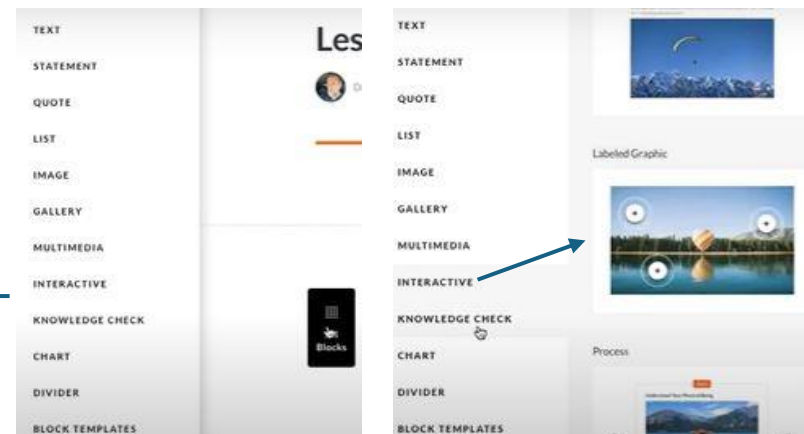 TEXT
STATEMENT
QUOTE
LIST
IMAGE
GALLERY
MULTIMEDIA
INTERACTIVE
KNOWLEDGE CHECK
CHART
DIVIDER
BLOCK TEMPLATES
Les
Blocks
TEXT
STATEMENT
QUOTE
LIST
IMAGE
GALLERY
MULTIMEDIA
INTERACTIVE
KNOWLEDGE CHECK
CHART
DIVIDER
BLOCK TEMPLATES
Labeled Graphic
Process